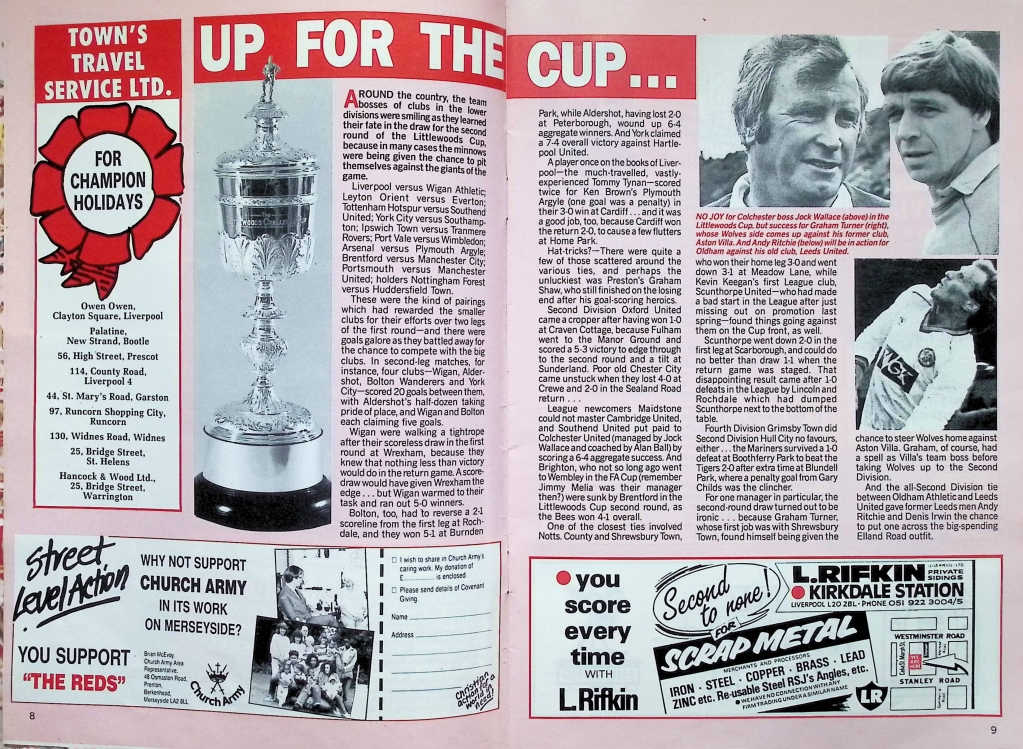 TOWN'S
TRAVEL
SERVICE LTD.
FOR
CHAMPION
HOLIDAYS
Owen Owen,
Clayton Square, Liverpool
Palatine,
New Strand, Bootle
56, High Street, Prescot
114, County Road,
Liverpool 4
44, St. Mary's Road, Garston
97, Runcorn Shopping City,
Runcorn
130, Widnes Road, Widnes
25, Bridge Street,
St. Helens
Hancock & Wood Ltd.,
25, Bridge Street,
Warrington
UP FOR THE
CUP...
AROUND the country, the team
bosses of clubs in the lower
divisions were smiling as they learned
their fate in the draw for the second
round of the Littlewoods Cup,
because in many cases the minnows
were being given the chance to pit
themselves against the giants of the
game.
Liverpool versus Wigan Athletic;
Leyton Orient versus Everton;
Tottenham Hotspur versus Southend
United; York City versus Southamp-
ton; Ipswich Town versus Tranmere
Rovers; Port Vale versus Wimbledon;
Arsenal versus Plymouth Argyle;
Brentford versus Manchester City;
Portsmouth versus Manchester
United; holders Nottingham Forest
versus Huddersfield Town.
These were the kind of pairings
which had rewarded the smaller
clubs for their efforts over two legs
of the first round—and there were
goals galore as they battled away for
the chance to compete with the big
clubs. In second-leg matches, for
instance, four clubs—Wigan, Alder-
shot, Bolton Wanderers and York
City—scored 20 goals between them,
with Aldershot's half-dozen taking
pride of place, and Wigan and Bolton
each claiming five goals.
Wigan were walking a tightrope
after their scoreless draw in the first
round at Wrexham, because they
knew that nothing less than victory
would do in the return game. A score-
draw would have given Wrexham the
edge . . . but Wigan warmed to their
task and ran out 5-0 winners.
Bolton, too, had to reverse a 2-1
scoreline from the first leg at Roch-
dale, and they won 5-1 at Burnden
Park, while Aldershot, having lost 2-0
at Peterborough, wound up 6-4
aggregate winners. And York claimed
a 7-4 overall victory against Hartle-
pool United.
A player once on the books of Liver-
pool—the much-travelled, vastly-
experienced Tommy Tynan—scored
twice for Ken Brown's Plymouth
Argyle (one goal was a penalty) in
their 3-0 win at Cardiff . . . and it was
a good job, too, because Cardiff won
the return 2-0, to cause a few flutters
at Home Park.
Hat-tricks?—There were quite a
few of those scattered around the
various ties, and perhaps the
unluckiest was Preston's Graham
Shaw, who still finished on the losing
end after his goal-scoring heroics.
Second Division Oxford United
came a cropper after having won 1-0
at Craven Cottage, because Fulham
went to the Manor Ground and
scored a 5-3 victory to edge through
to the second round and a tilt at
Sunderland. Poor old Chester City
came unstuck when they lost 4-0 at
Crewe and 2-0 in the Sealand Road
return . . .
League newcomers Maidstone
could not master Cambridge United,
and Southend United put paid to
Colchester United (managed by Jock
Wallace and coached by Alan Ball) by
scoring a 6-4 aggregate success. And
Brighton, who not so long ago went
to Wembley in the FA Cup (remember
Jimmy Melia was their manager
then?) were sunk by Brentford in the
Littlewoods Cup second round, as
the Bees won 4-1 overall.
One of the closest ties involved
Notts. County and Shrewsbury Town,
NO JOY for Colchester boss Jock Wallace (above) in the
Littlewoods Cup, but success for Graham Turner (right),
whose Wolves side comes up against his former club,
Aston Villa. And Andy Ritchie (below) will be in action for
Oldham against his old club, Leeds United.
who won their home leg 3-0 and went
down 3-1 at Meadow Lane, while
Kevin Keegan's first League club,
Scunthorpe United—who had made
a bad start in the League after just
missing out on promotion last
spring—found things going against
them on the Cup front, as well.
Scunthorpe went down 2-0 in the
first leg at Scarborough, and could do
no better than draw 1-1 when the
return game was staged. That
disappointing result came after 1-0
defeats in the League by Lincoln and
Rochdale which had dumped
Scunthorpe next to the bottom of the
table.
Fourth Division Grimsby Town did
Second Division Hull City no favours,
either . . . the Mariners survived a 1-0
defeat at Boothferry Park to beat the
Tigers 2-0 after extra time at Blundell
Park, where a penalty goal from Gary
Childs was the clincher.
For one manager in particular, the
second-round draw turned out to be
ironic . . . because Graham Turner,
whose first job was with Shrewsbury
Town, found himself being given the
chance to steer Wolves home against
Aston Villa. Graham, of course, had
a spell as Villa's team boss before
taking Wolves up to the Second
Division.
And the all-Second Division tie
between Oldham Athletic and Leeds
United gave former Leeds men Andy
Ritchie and Denis Irwin the chance
to put one across the big-spending
Elland Road outfit.
Street
Level Action
WHY NOT SUPPORT
CHURCH ARMY
IN ITS WORK
ON MERSEYSIDE?
YOU SUPPORT
"THE REDS"
Brian McEvoy,
Church Army Area
Representative,
48 Osmaston Road,
Prenton,
Berkenhead,
Merseyside LA2 8LL
Church Army
I wish to share in Church Army's
caring work. My donation of
£ is enclosed.
Please send details of Covenant
Giving.
Name
Address
Christian
action in a
world of
need!
you
score
every
time
WITH
L.Rifkin
Second
to none!
FOR
SCRAP METAL
MERCHANTS AND PROCESSORS
IRON · STEEL · COPPER · BRASS · LEAD
ZINC etc. Re-usable Steel RSJ's Angles, etc.
WE HAVE NO CONNECTION WITH ANY
FIRM TRADING UNDER A SIMILAR NAME
LR
L.RIFKIN
PRIVATE
SIDINGS
KIRKDALE STATION
LIVERPOOL L20 2BL · PHONE 051 922 3004/5
WESTMINSTER ROAD
WE
ARE
HERE
STANLEY ROAD
8
9